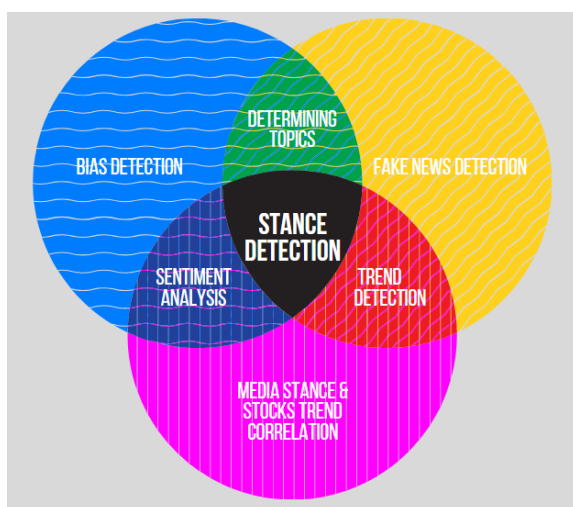 DETERMINING
TOPICS
BIAS DETECTION
FAKE NEWS DETECTION
STANCE
DETECTION
SENTIMENT
ANALYSIS
TREND
DETECTION
MEDIA STANCE &
STOCKS TREND
CORRELATION